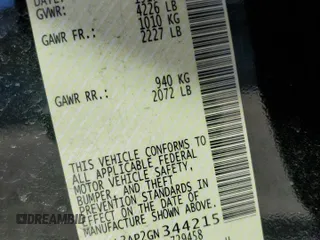 GVWR: 4226 LB
1010 KG
GAWR FR.: 2227 LB
940 KG
GAWR RR.: 2072 LB
THIS VEHICLE CONFORMS TO
ALL APPLICABLE FEDERAL
MOTOR VEHICLE SAFETY,
BUMPER, AND THEFT
PREVENTION STANDARDS IN
EFFECT ON THE DATE OF
MANUFACTURE SHOWN ABOVE.
7AP2GN344215
729458
DREAMBID